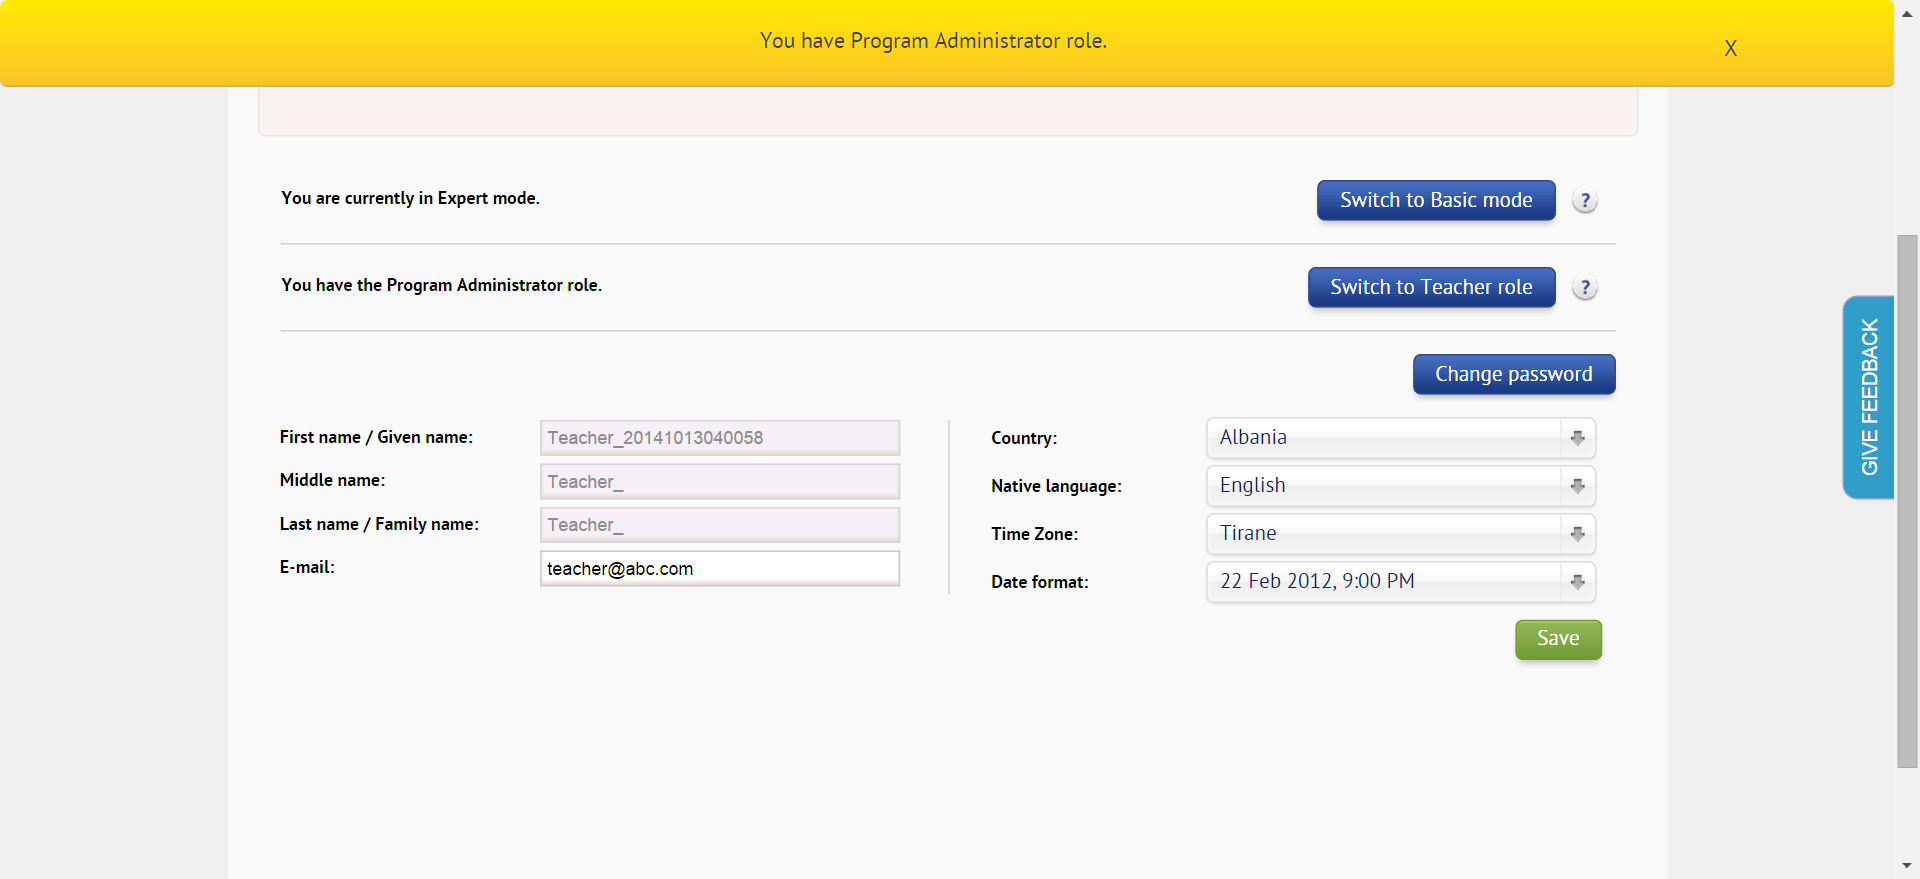 You have Program Administrator role.
X
You are currently in Expert mode.
Switch to Basic mode
?
You have the Program Administrator role.
Switch to Teacher role
?
Change password
First name / Given name:
Teacher_20141013040058
Middle name:
Teacher_
Last name / Family name:
Teacher_
E-mail:
teacher@abc.com
Country:
Albania
Native language:
English
Time Zone:
Tirane
Date format:
22 Feb 2012, 9:00 PM
Save
GIVE FEEDBACK